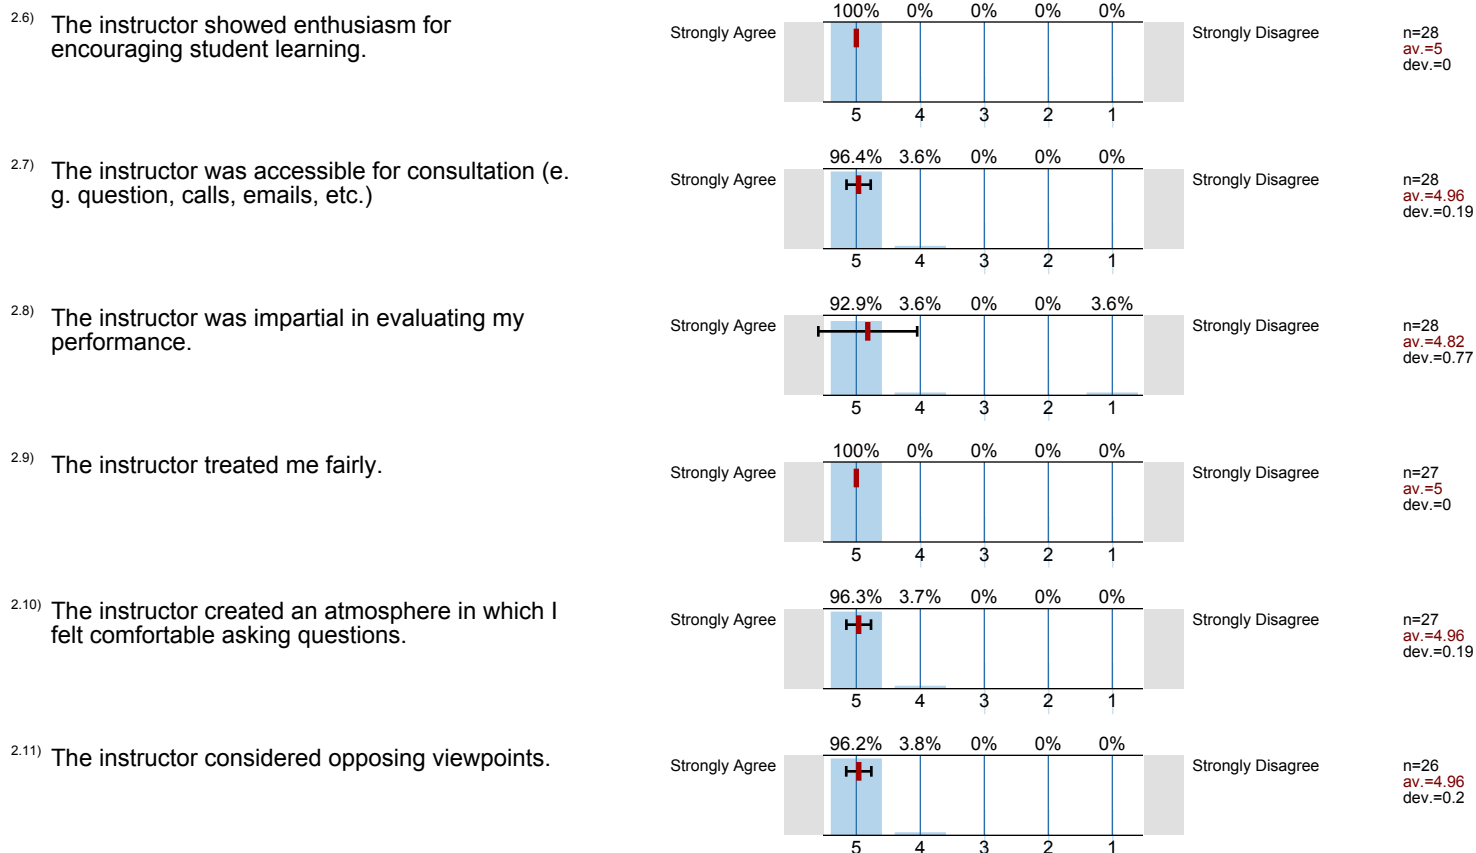 2.6) The instructor showed enthusiasm for
encouraging student learning.
100% 0% 0% 0% 0%
Strongly Agree
Strongly Disagree
n=28
av.=5
dev.=0
5 4 3 2 1
2.7) The instructor was accessible for consultation (e.
g. question, calls, emails, etc.)
96.4% 3.6% 0% 0% 0%
Strongly Agree
Strongly Disagree
n=28
av.=4.96
dev.=0.19
5 4 3 2 1
2.8) The instructor was impartial in evaluating my
performance.
92.9% 3.6% 0% 0% 3.6%
Strongly Agree
Strongly Disagree
n=28
av.=4.82
dev.=0.77
5 4 3 2 1
2.9) The instructor treated me fairly.
100% 0% 0% 0% 0%
Strongly Agree
Strongly Disagree
n=27
av.=5
dev.=0
5 4 3 2 1
2.10) The instructor created an atmosphere in which I
felt comfortable asking questions.
96.3% 3.7% 0% 0% 0%
Strongly Agree
Strongly Disagree
n=27
av.=4.96
dev.=0.19
5 4 3 2 1
2.11) The instructor considered opposing viewpoints.
96.2% 3.8% 0% 0% 0%
Strongly Agree
Strongly Disagree
n=26
av.=4.96
dev.=0.2
5 4 3 2 1